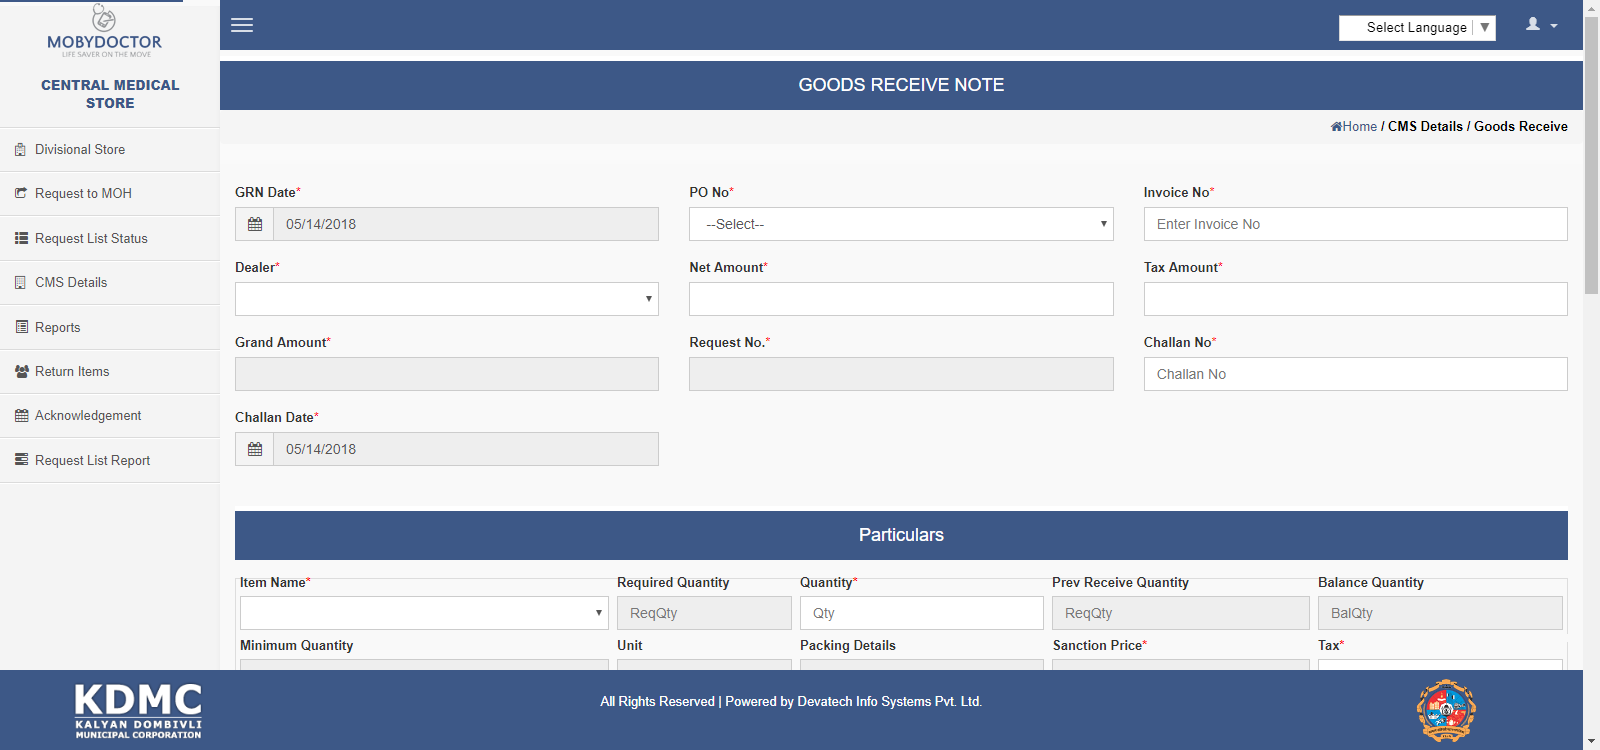 MOBYDOCTOR
LIFE SAVER ON THE MOVE
CENTRAL MEDICAL
STORE
Divisional Store
Request to MOH
Request List Status
CMS Details
Reports
Return Items
Acknowledgement
Request List Report
Select Language
GOODS RECEIVE NOTE
Home / CMS Details / Goods Receive
GRN Date* PO No* Invoice No*
05/14/2018 --Select-- Enter Invoice No
Dealer* Net Amount* Tax Amount*
Grand Amount* Request No.* Challan No*
Challan No
Challan Date*
05/14/2018
Particulars
Item Name* Required Quantity Quantity* Prev Receive Quantity Balance Quantity
ReqQty Qty ReqQty BalQty
Minimum Quantity Unit Packing Details Sanction Price* Tax*
KDMC
KALYAN DOMBIVLI
MUNICIPAL CORPORATION
All Rights Reserved | Powered by Devatech Info Systems Pvt. Ltd.